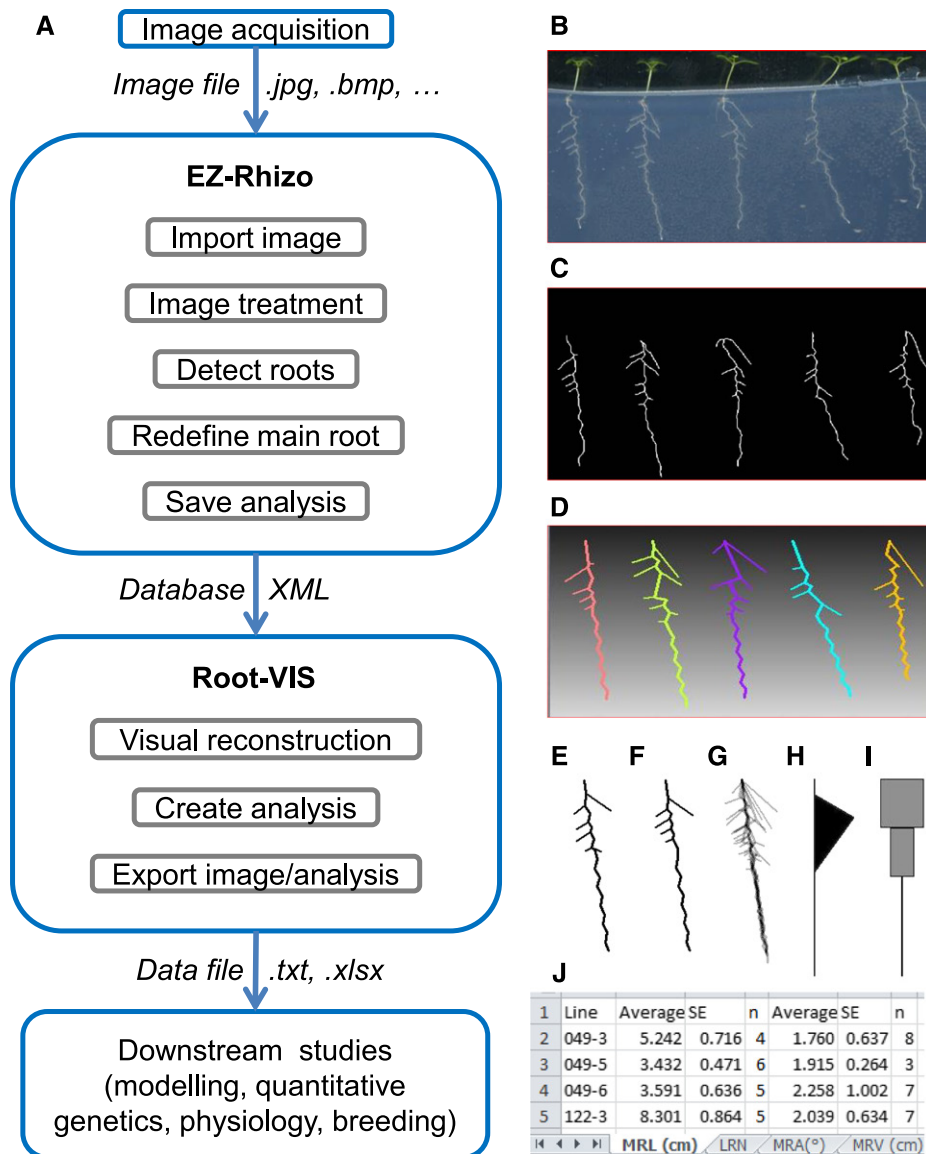 A
Image acquisition
Image file .jpg, .bmp, …
EZ-Rhizo
Import image
Image treatment
Detect roots
Redefine main root
Save analysis
Database XML
Root-VIS
Visual reconstruction
Create analysis
Export image/analysis
Data file .txt, .xlsx
Downstream studies
(modelling, quantitative
genetics, physiology, breeding)
B
C
D
E F G H I
J
1 Line Average SE n Average SE n
2 049-3 5.242 0.716 4 1.760 0.637 8
3 049-5 3.432 0.471 6 1.915 0.264 3
4 049-6 3.591 0.636 5 2.258 1.002 7
5 122-3 8.301 0.864 5 2.039 0.634 7
MRL (cm) LRN MRA(°) MRV (cm)